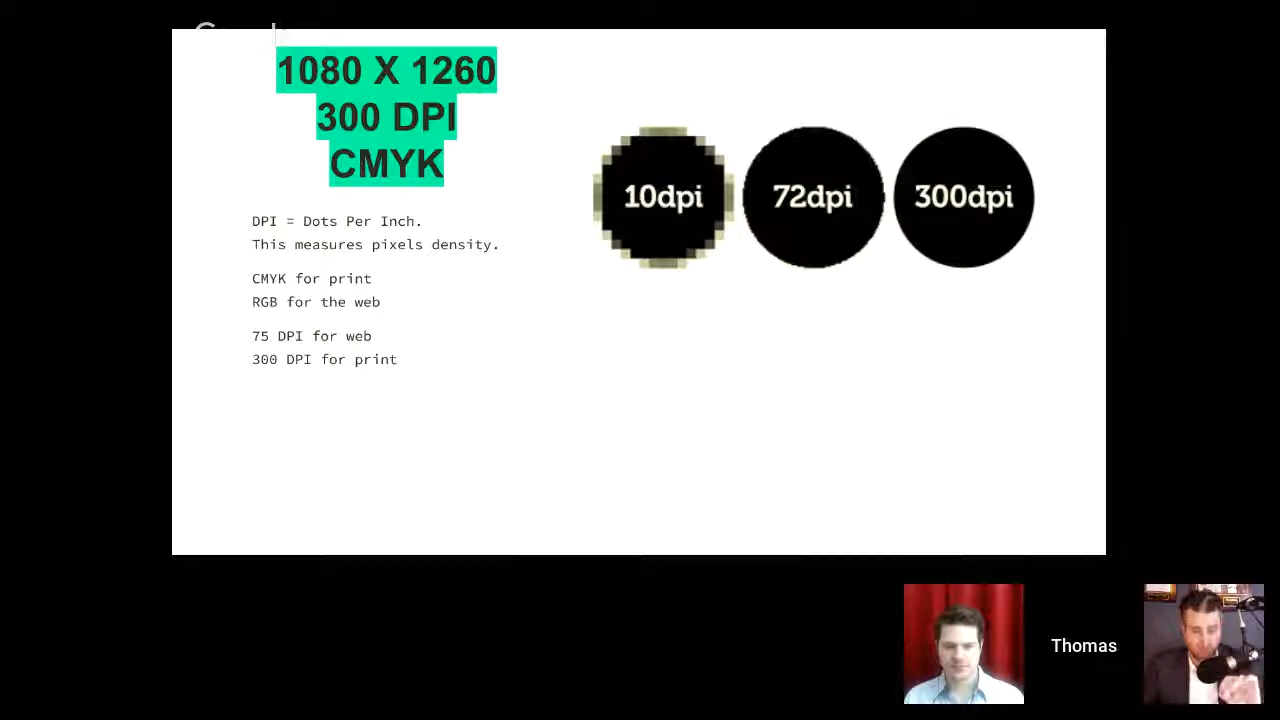 1080 X 1260
300 DPI
CMYK
DPI = Dots Per Inch.
This measures pixels density.
CMYK for print
RGB for the web
75 DPI for web
300 DPI for print
10dpi
72dpi
300dpi
Thomas